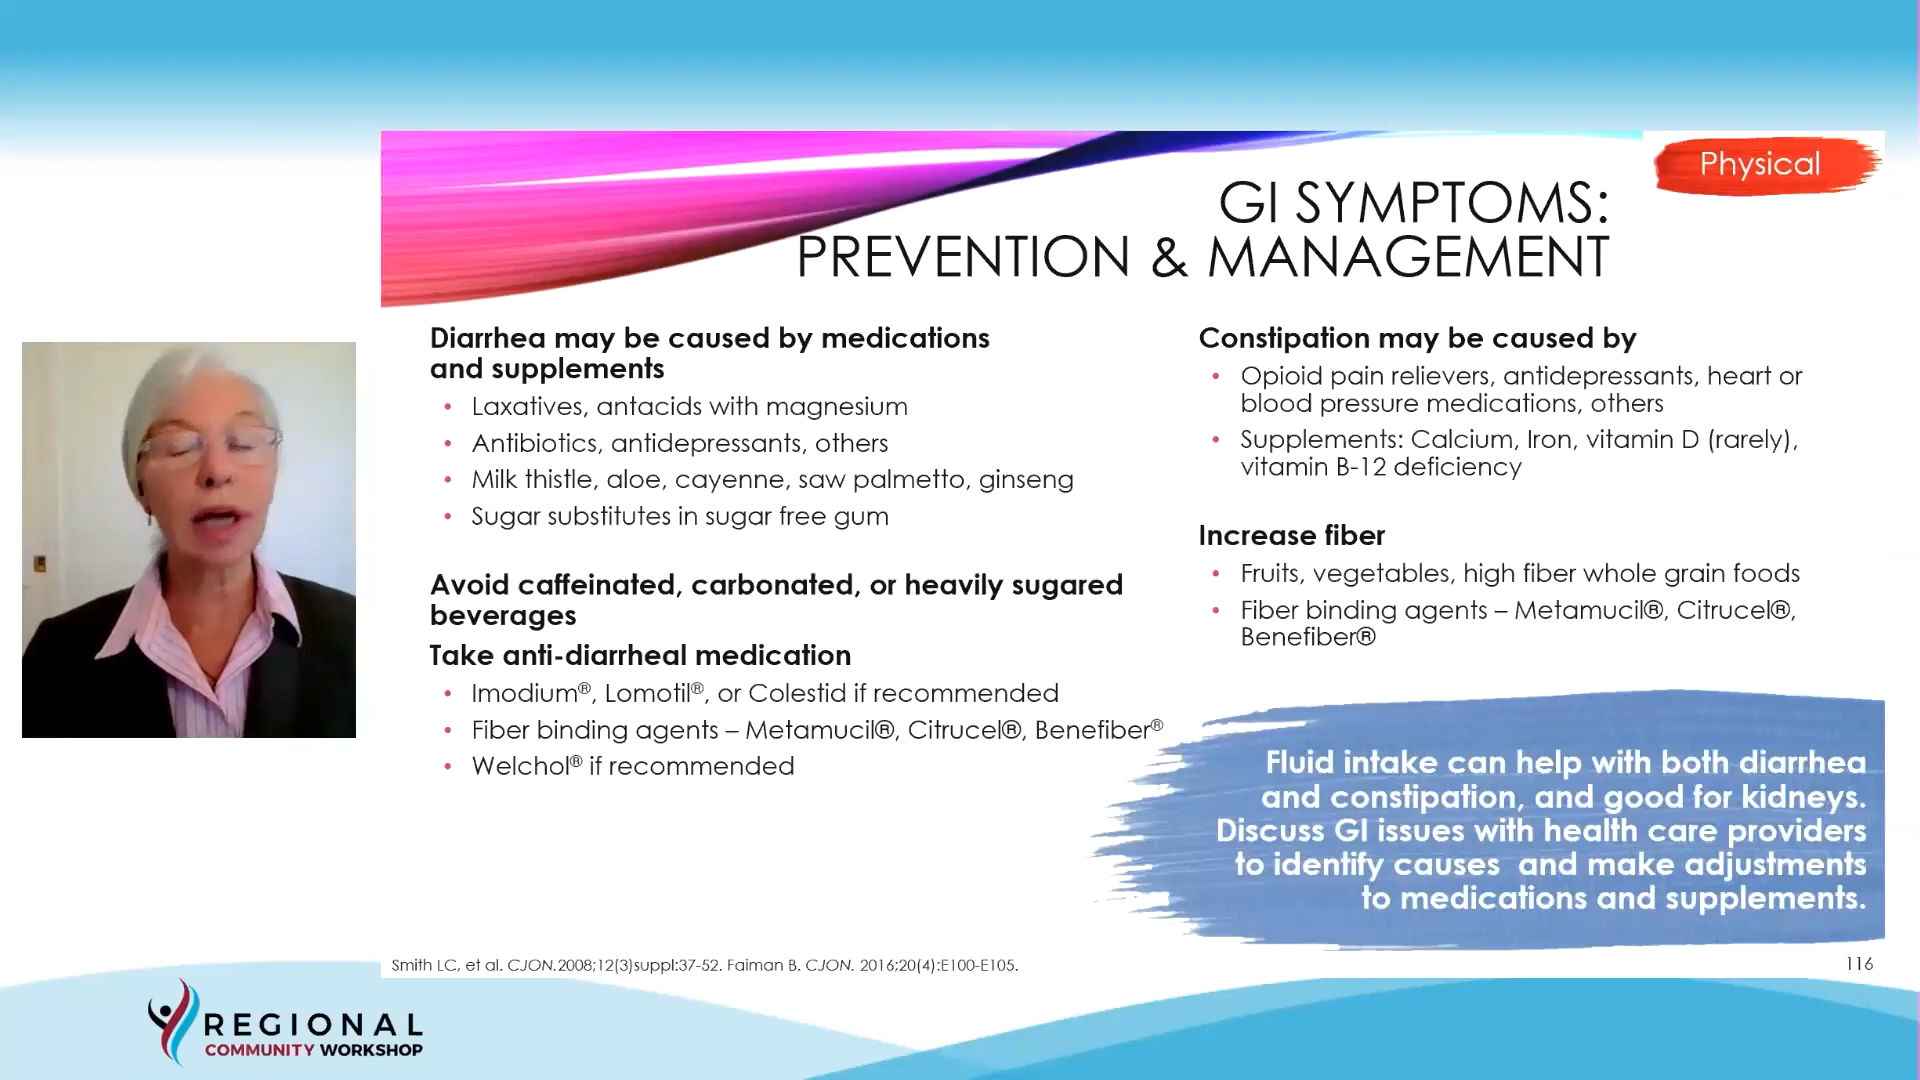 Physical
GI SYMPTOMS:
PREVENTION & MANAGEMENT
Diarrhea may be caused by medications
and supplements
• Laxatives, antacids with magnesium
• Antibiotics, antidepressants, others
• Milk thistle, aloe, cayenne, saw palmetto, ginseng
• Sugar substitutes in sugar free gum
Avoid caffeinated, carbonated, or heavily sugared
beverages
Take anti-diarrheal medication
• Imodium®, Lomotil®, or Colestid if recommended
• Fiber binding agents – Metamucil®, Citrucel®, Benefiber®
• Welchol® if recommended
Constipation may be caused by
• Opioid pain relievers, antidepressants, heart or
blood pressure medications, others
• Supplements: Calcium, Iron, vitamin D (rarely),
vitamin B-12 deficiency
Increase fiber
• Fruits, vegetables, high fiber whole grain foods
• Fiber binding agents – Metamucil®, Citrucel®,
Benefiber®
Fluid intake can help with both diarrhea
and constipation, and good for kidneys.
Discuss GI issues with health care providers
to identify causes  and make adjustments
to medications and supplements.
Smith LC, et al. CJON.2008;12(3)suppl:37-52. Faiman B. CJON. 2016;20(4):E100-E105.
116
REGIONAL
COMMUNITY WORKSHOP